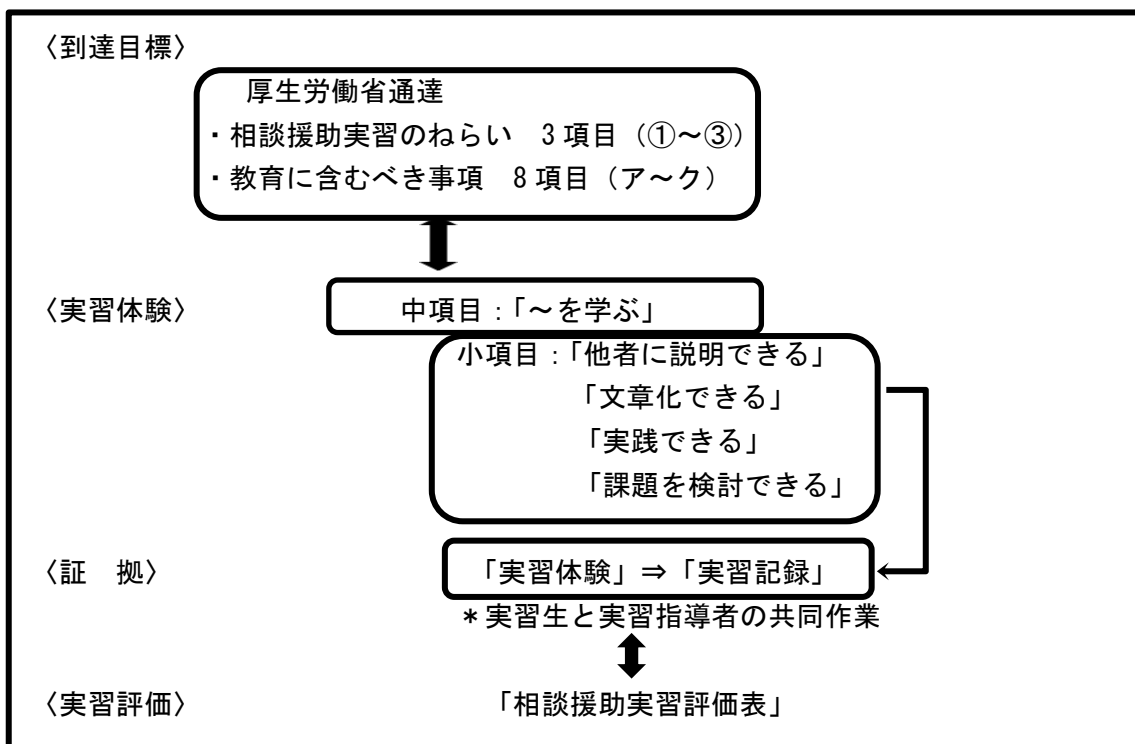 〈到達目標〉
厚生労働省通達
・相談援助実習のねらい 3項目（①～③）
・教育に含むべき事項 8項目（ア～ク）
〈実習体験〉 中項目：「～を学ぶ」
小項目：「他者に説明できる」
「文章化できる」
「実践できる」
「課題を検討できる」
〈証 拠〉 「実習体験」⇒「実習記録」
＊実習生と実習指導者の共同作業
〈実習評価〉 「相談援助実習評価表」